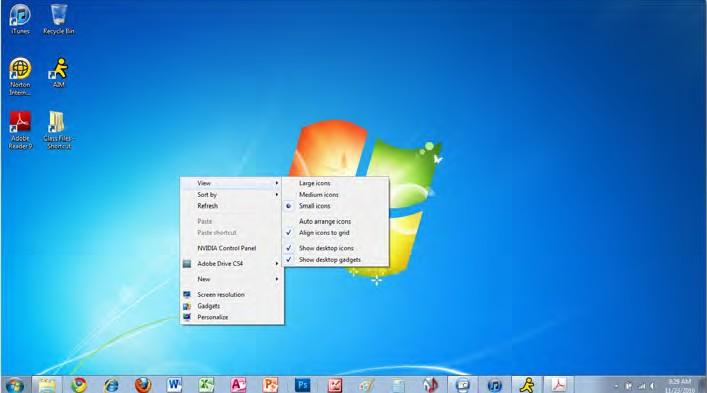 iTunes
Recycle Bin
Norton
Intern...
AIM
Adobe
Reader 9
Class Files -
Shortcut
View
Sort by
Refresh
Paste
Paste shortcut
NVIDIA Control Panel
Adobe Drive CS4
New
Screen resolution
Gadgets
Personalize
Large icons
Medium icons
Small icons
Auto arrange icons
Align icons to grid
Show desktop icons
Show desktop gadgets
W
X
A
P
Ps
9:29 AM
11/23/2010